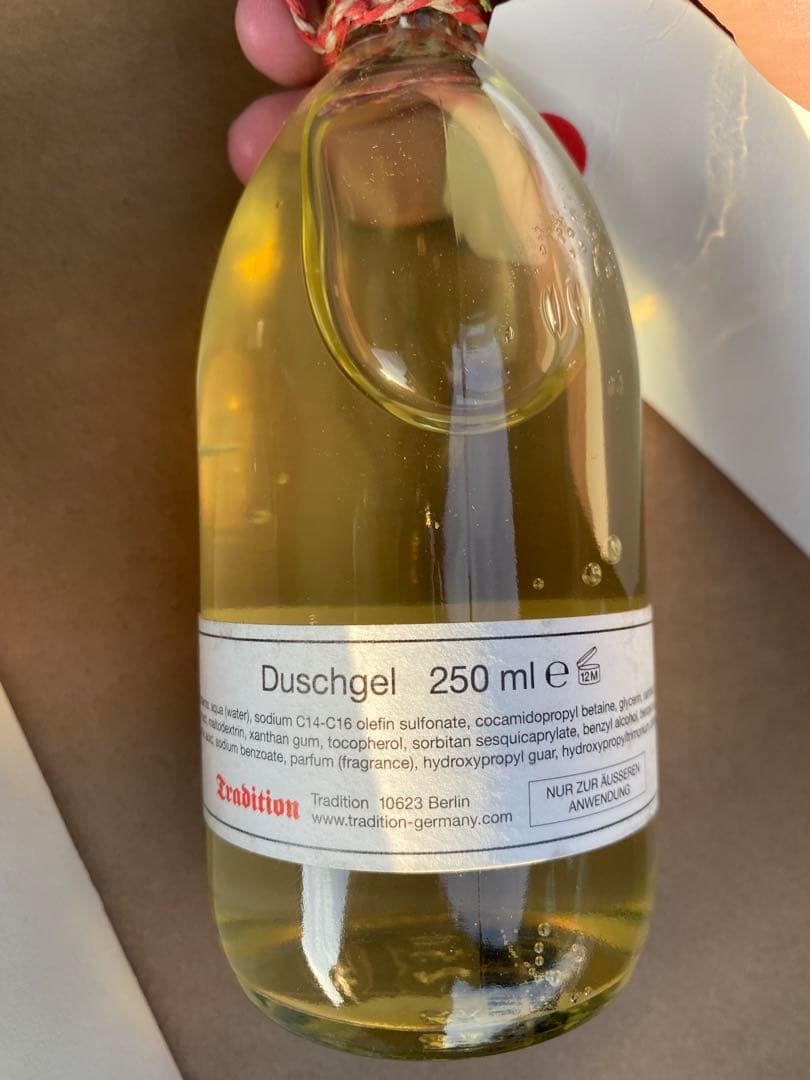 Duschgel 250 ml ℮ 12M
aqua (water), sodium C14-C16 olefin sulfonate, cocamidopropyl betaine, glycerin,
maltodextrin, xanthan gum, tocopherol, sorbitan sesquicaprylate, benzyl alcohol,
sodium benzoate, parfum (fragrance), hydroxypropyl guar,
Tradition
Tradition 10623 Berlin
www.tradition-germany.com
NUR ZUR ÄUSSEREN
ANWENDUNG